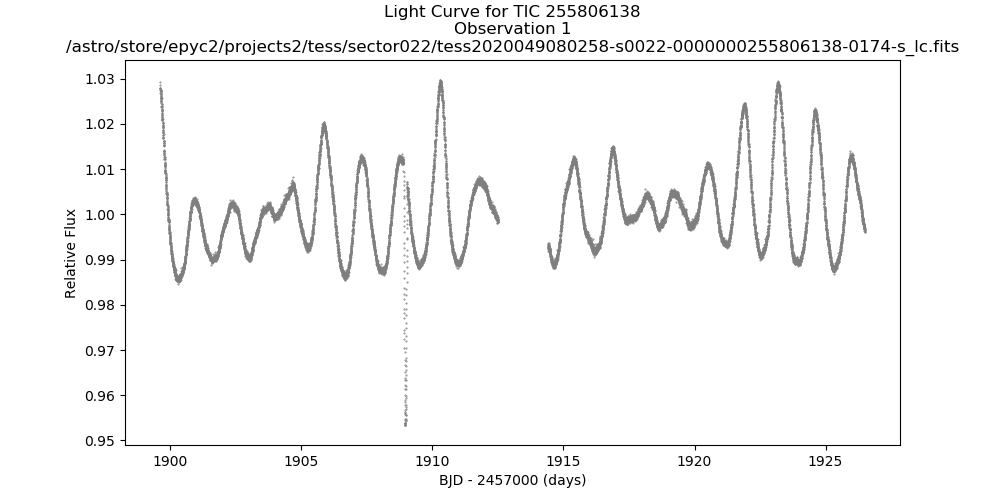 Light Curve for TIC 255806138
Observation 1
/astro/store/epyc2/projects2/tess/sector022/tess2020049080258-s0022-0000000255806138-0174-s_lc.fits
1.03
1.02
1.01
1.00
0.99
0.98
0.97
0.96
0.95
Relative Flux
1900 1905 1910 1915 1920 1925
BJD - 2457000 (days)